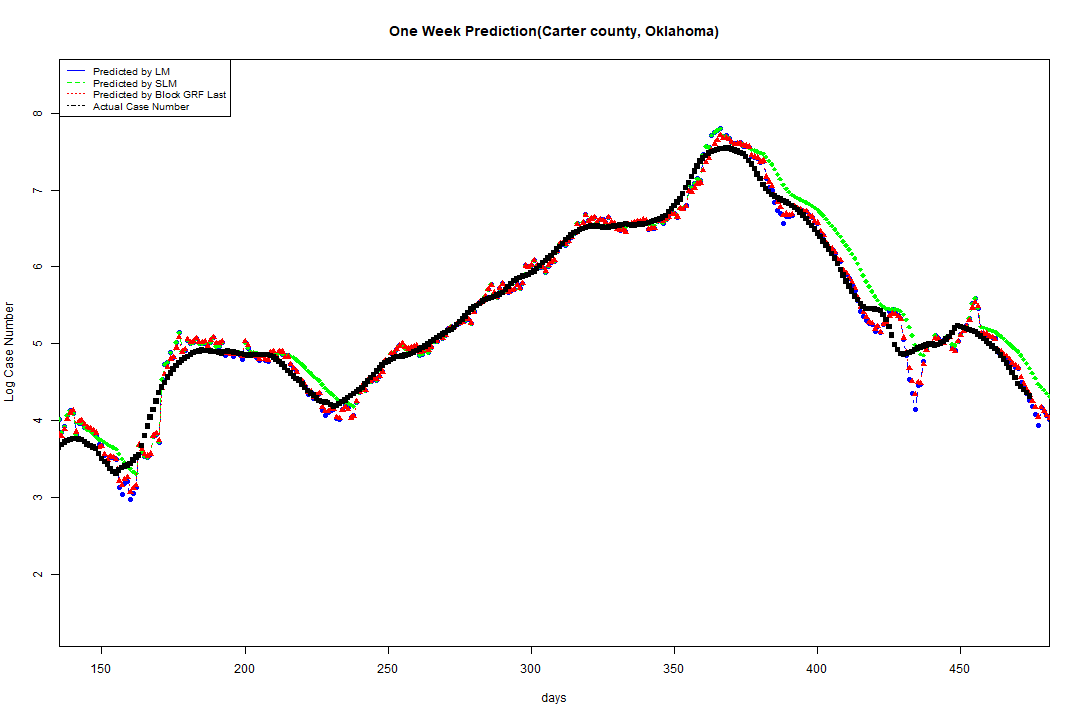 One Week Prediction(Carter county, Oklahoma)
Predicted by LM
Predicted by SLM
Predicted by Block GRF Last
Actual Case Number
8
7
6
5
4
3
2
Log Case Number
150 200 250 300 350 400 450
days